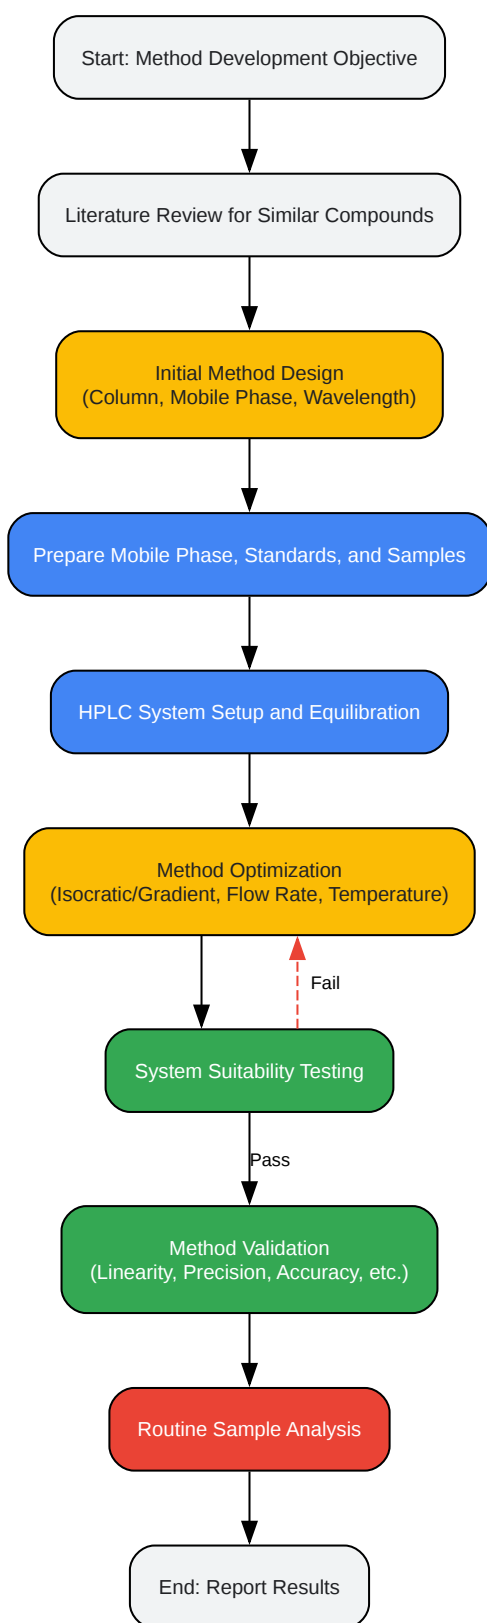 Start: Method Development Objective
Literature Review for Similar Compounds
Initial Method Design
(Column, Mobile Phase, Wavelength)
Prepare Mobile Phase, Standards, and Samples
HPLC System Setup and Equilibration
Method Optimization
(Isocratic/Gradient, Flow Rate, Temperature)
Fail
System Suitability Testing
Pass
Method Validation
(Linearity, Precision, Accuracy, etc.)
Routine Sample Analysis
End: Report Results